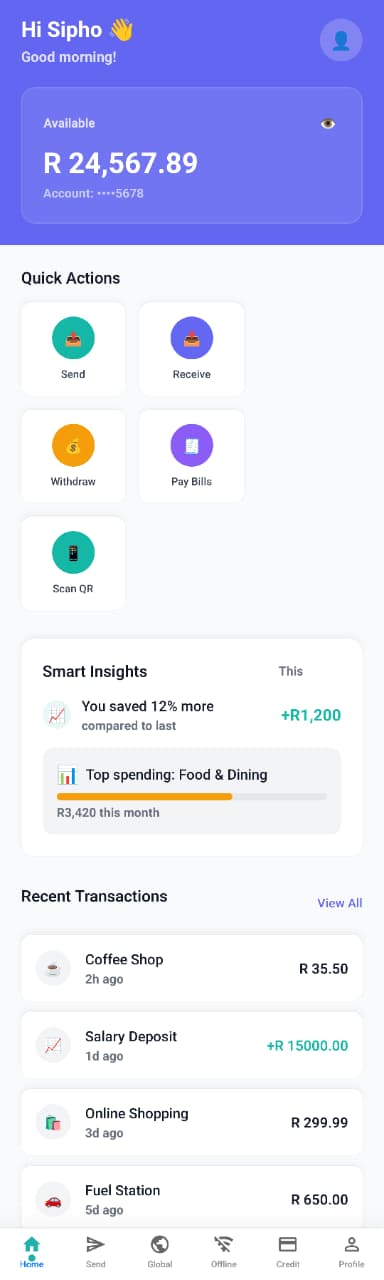 Hi Sipho 👋
Good morning!
Available
R 24,567.89
Account: ••••5678
Quick Actions
Send
Receive
Withdraw
Pay Bills
Scan QR
Smart Insights
This
You saved 12% more
compared to last
+R1,200
Top spending: Food & Dining
R3,420 this month
Recent Transactions
View All
Coffee Shop
2h ago
R 35.50
Salary Deposit
1d ago
+R 15000.00
Online Shopping
3d ago
R 299.99
Fuel Station
5d ago
R 650.00
Home
Send
Global
Offline
Credit
Profile